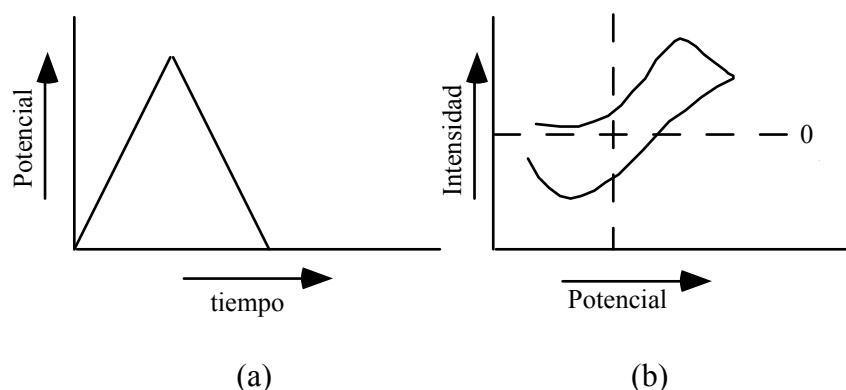 Potencial
tiempo
(a)
Intensidad
0
Potencial
(b)